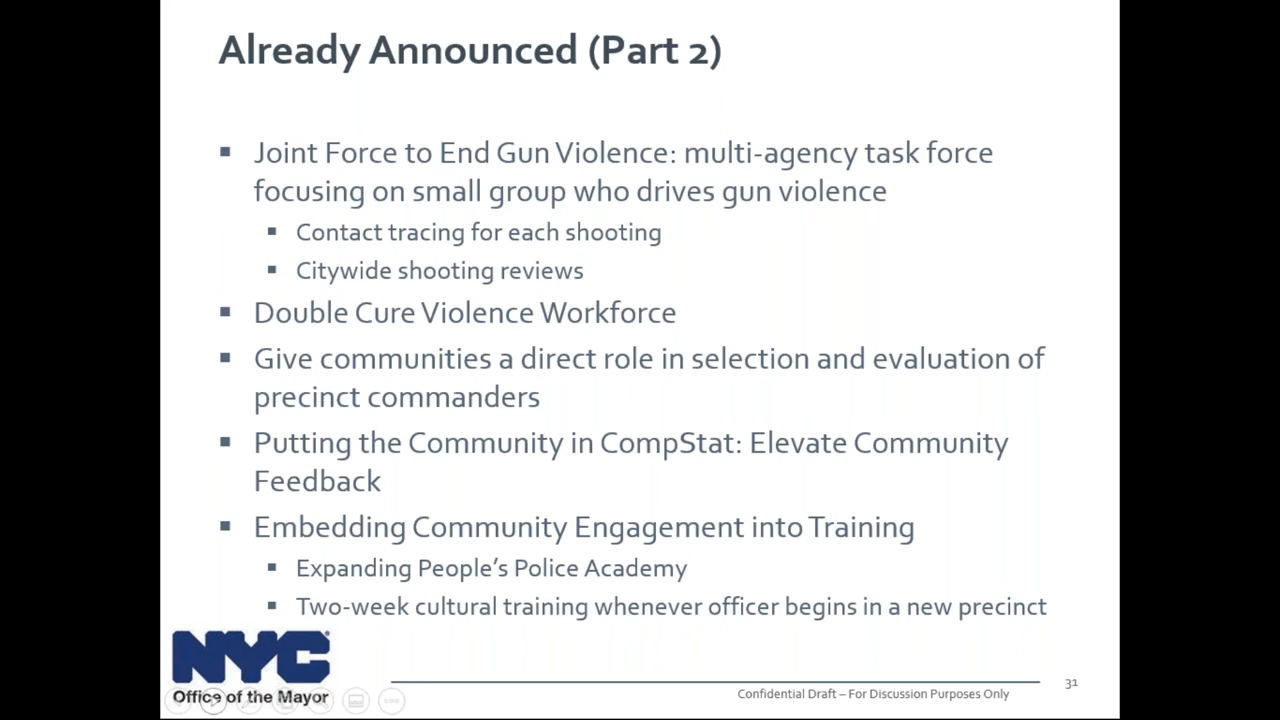 Already Announced (Part 2)
▪ Joint Force to End Gun Violence: multi-agency task force
focusing on small group who drives gun violence
▪ Contact tracing for each shooting
▪ Citywide shooting reviews
▪ Double Cure Violence Workforce
▪ Give communities a direct role in selection and evaluation of
precinct commanders
▪ Putting the Community in CompStat: Elevate Community
Feedback
▪ Embedding Community Engagement into Training
▪ Expanding People’s Police Academy
▪ Two-week cultural training whenever officer begins in a new precinct
NYC®
Office of the Mayor
Confidential Draft – For Discussion Purposes Only
31